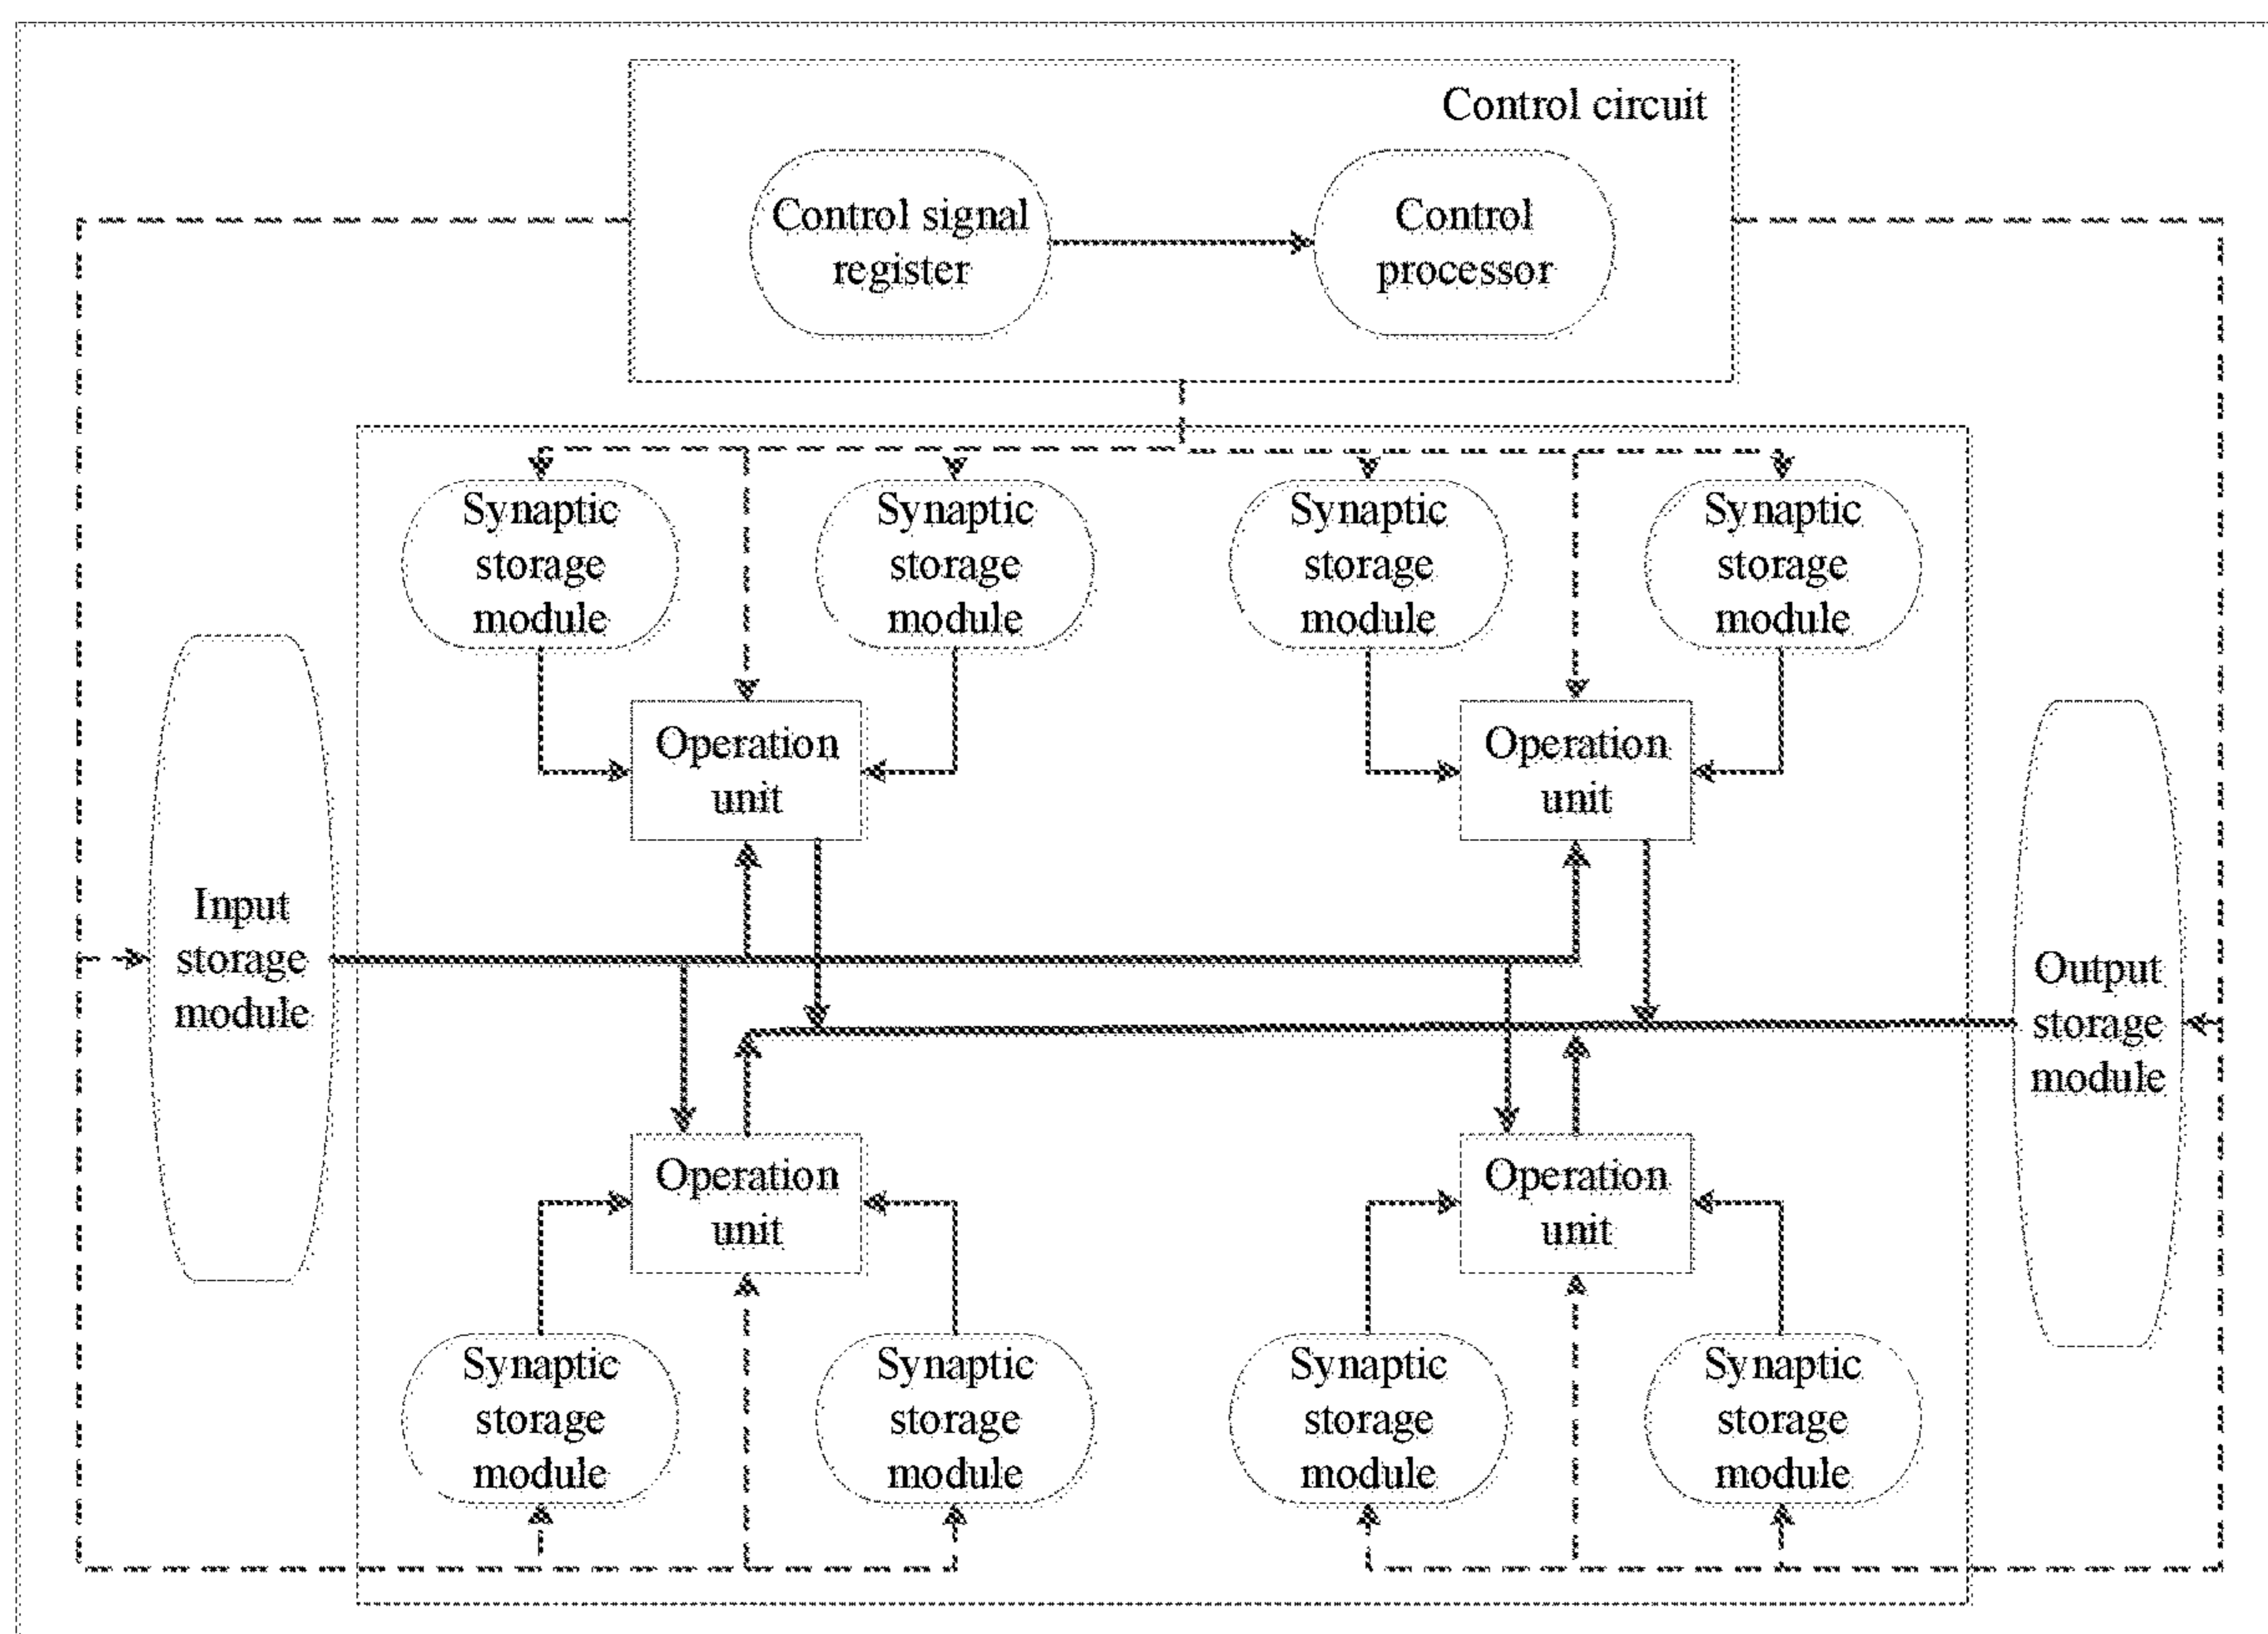 Control circuit
Control signal
register
Control
processor
Synaptic
storage
module
Synaptic
storage
module
Synaptic
storage
module
Synaptic
storage
module
Operation
unit
Operation
unit
Input
storage
module
Output
storage
module
Operation
unit
Operation
unit
Synaptic
storage
module
Synaptic
storage
module
Synaptic
storage
module
Synaptic
storage
module